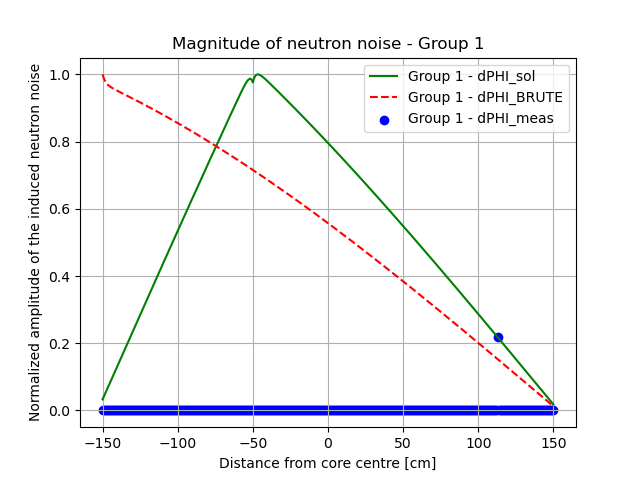 Magnitude of neutron noise - Group 1
Normalized amplitude of the induced neutron noise
1.0
0.8
0.6
0.4
0.2
0.0
Group 1 - dPHI_sol
Group 1 - dPHI_BRUTE
Group 1 - dPHI_meas
−150
−100
−50
0
50
100
150
Distance from core centre [cm]